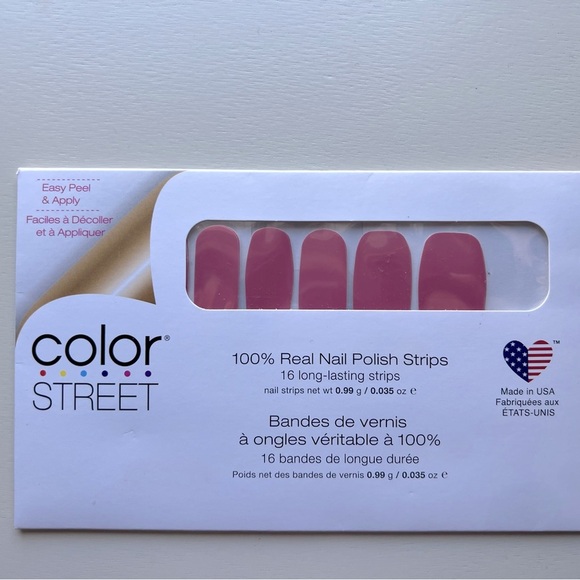 Easy Peel
& Apply
Faciles à Décoller
et à Appliquer
color®
STREET
100% Real Nail Polish Strips
16 long-lasting strips
nail strips net wt 0.99 g / 0.035 oz ℮
Bandes de vernis
à ongles véritable à 100%
16 bandes de longue durée
Poids net des bandes de vernis 0.99 g / 0.035 oz ℮
™
Made in USA
Fabriquées aux
ÉTATS-UNIS